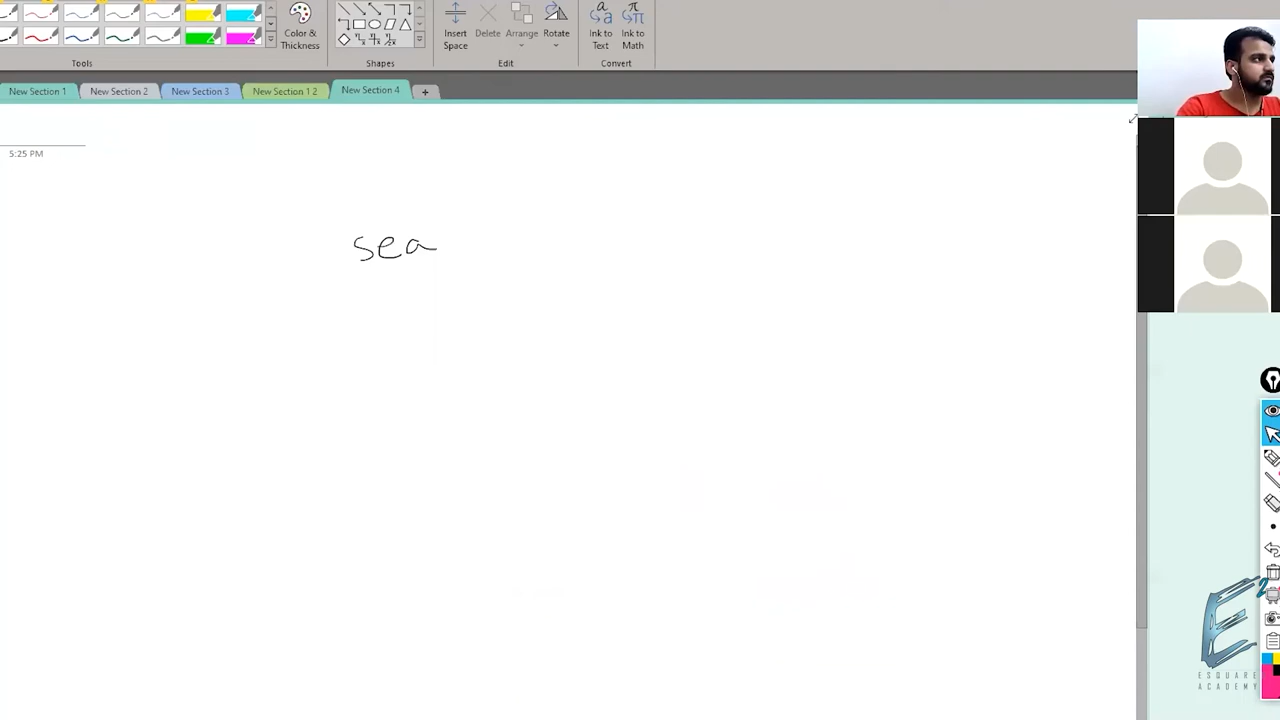 Color &
Thickness
Insert
Space
Delete
Arrange
Rotate
Ink to
Text
Ink to
Math
Tools
Shapes
Edit
Convert
New Section 1
New Section 2
New Section 3
New Section 1 2
New Section 4
5:25 PM
sea
E2
ESQUARE
ACADEMY